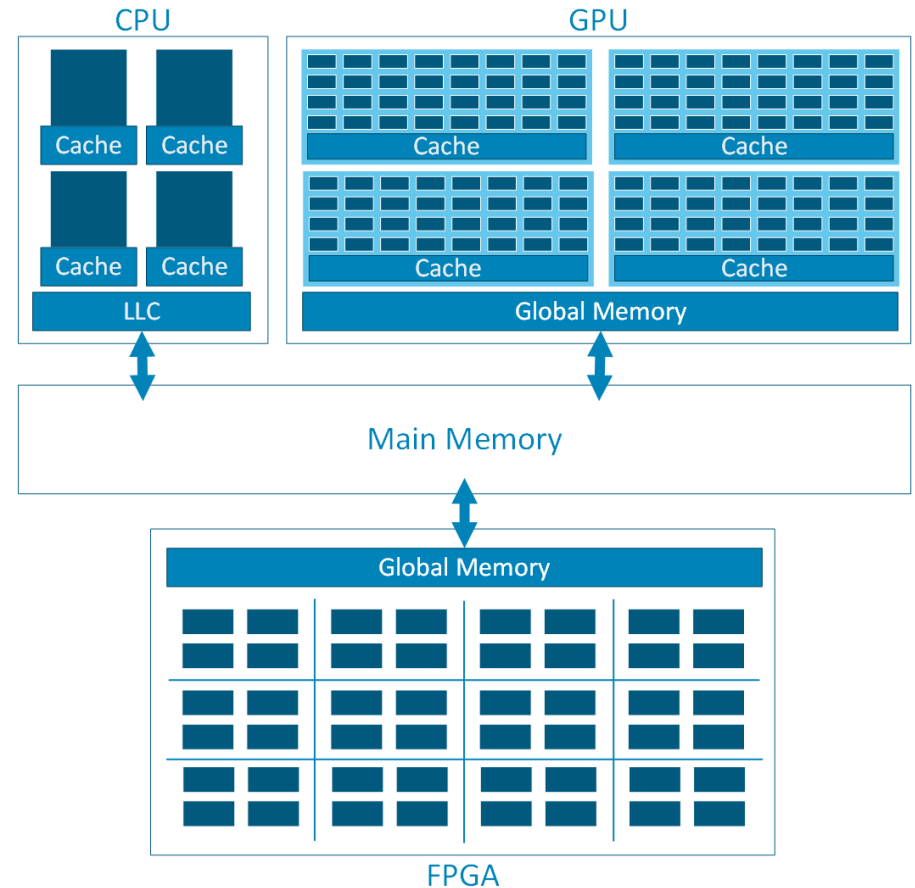 CPU
GPU
Cache Cache
Cache Cache
LLC
Cache Cache
Cache Cache
Global Memory
Main Memory
Global Memory
FPGA